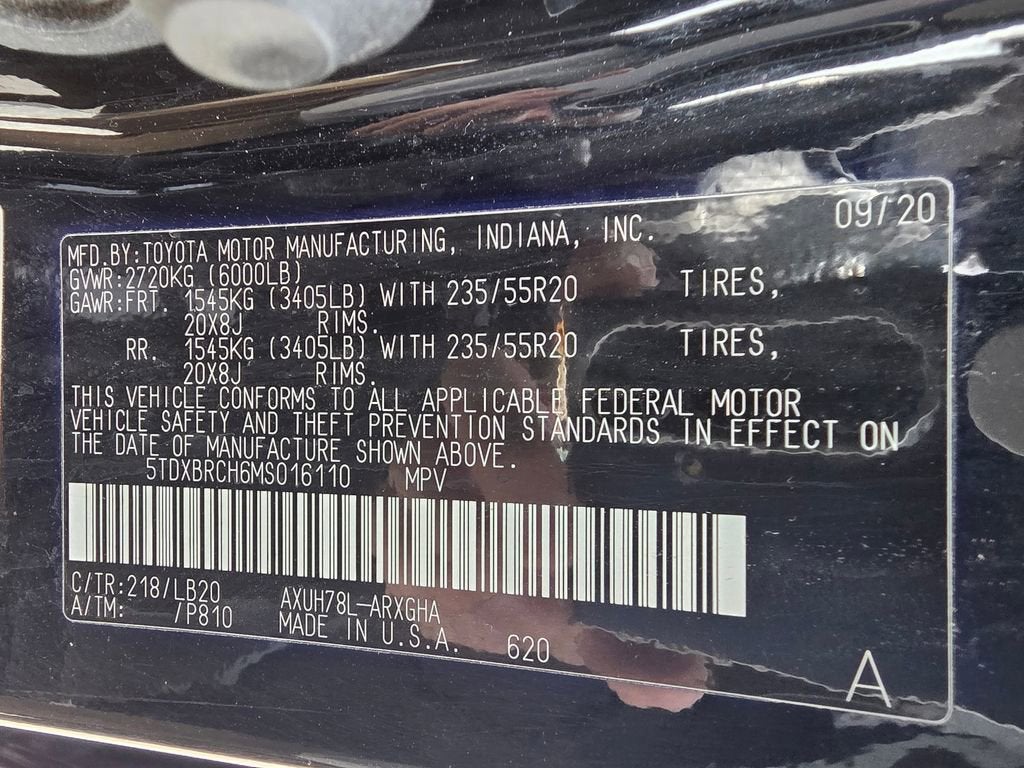 09/20
MFD.BY:TOYOTA MOTOR MANUFACTURING, INDIANA, INC.
GVWR:2720KG (6000LB)
GAWR:FRT. 1545KG (3405LB) WITH 235/55R20 TIRES,
20X8J RIMS.
RR. 1545KG (3405LB) WITH 235/55R20 TIRES,
20X8J RIMS.
THIS VEHICLE CONFORMS TO ALL APPLICABLE FEDERAL MOTOR
VEHICLE SAFETY AND THEFT PREVENTION STANDARDS IN EFFECT ON
THE DATE OF MANUFACTURE SHOWN ABOVE.
5TDXBRCH6MS016110 MPV
C/TR:218/LB20 AXUH78L-ARXGHA
A/TM: /P810 MADE IN U.S.A. 620
A